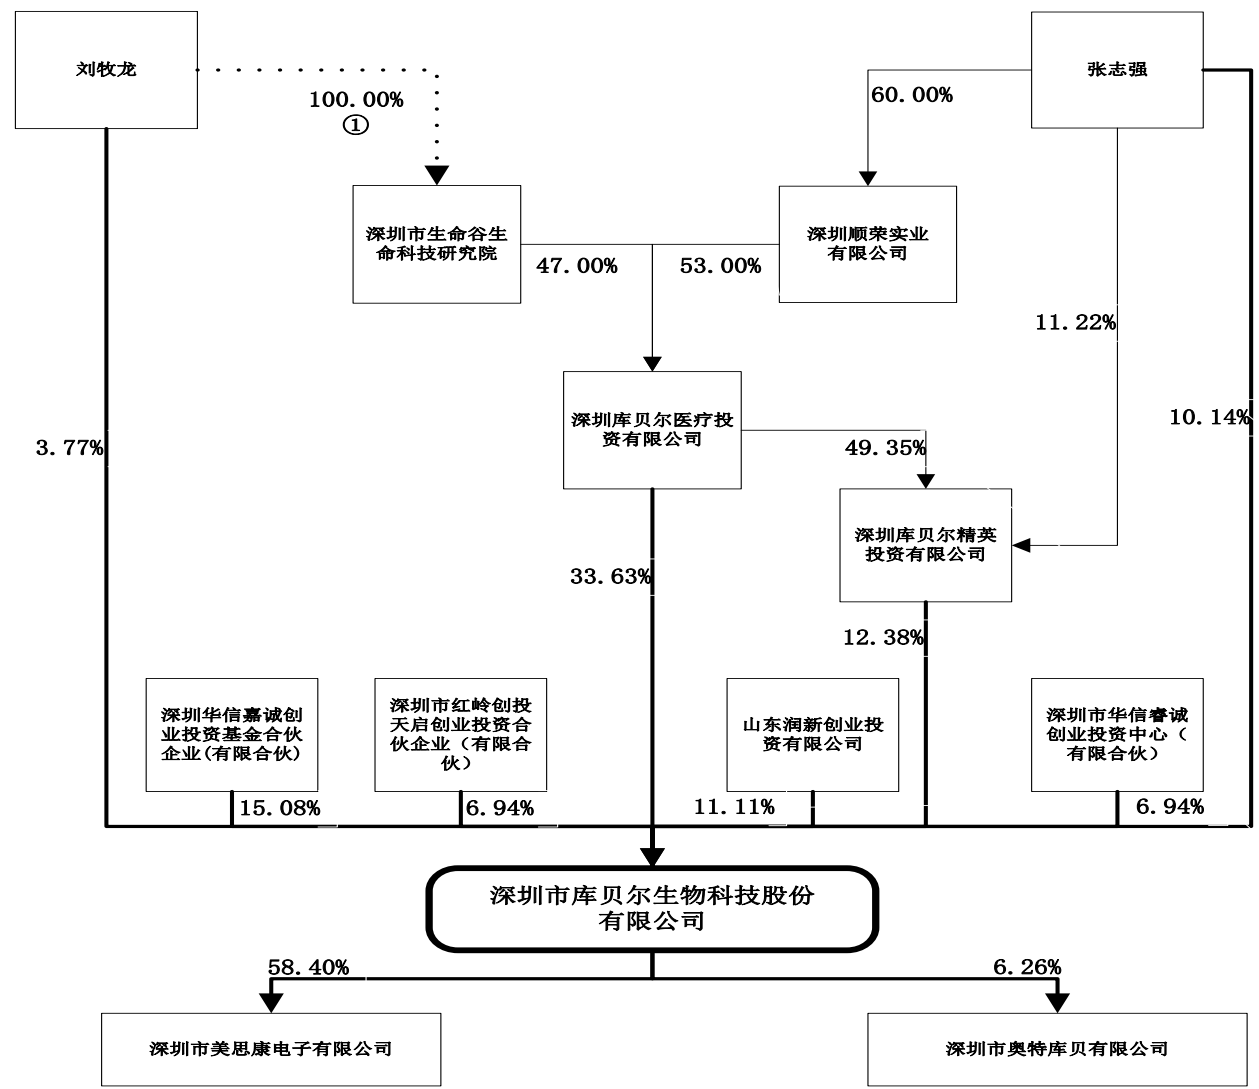 刘牧龙
张志强
100.00%
①
60.00%
深圳市生命谷生
命科技研究院
深圳顺荣实业
有限公司
47.00%
53.00%
11.22%
深圳库贝尔医疗投
资有限公司
3.77%
49.35%
10.14%
深圳库贝尔精英
投资有限公司
33.63%
12.38%
深圳华信嘉诚创
业投资基金合伙
企业(有限合伙)
深圳市红岭创投
天启创业投资合
伙企业（有限合
伙）
山东润新创业投
资有限公司
深圳市华信睿诚
创业投资中心（
有限合伙）
15.08%
6.94%
11.11%
6.94%
深圳市库贝尔生物科技股份
有限公司
58.40%
6.26%
深圳市美思康电子有限公司
深圳市奥特库贝有限公司